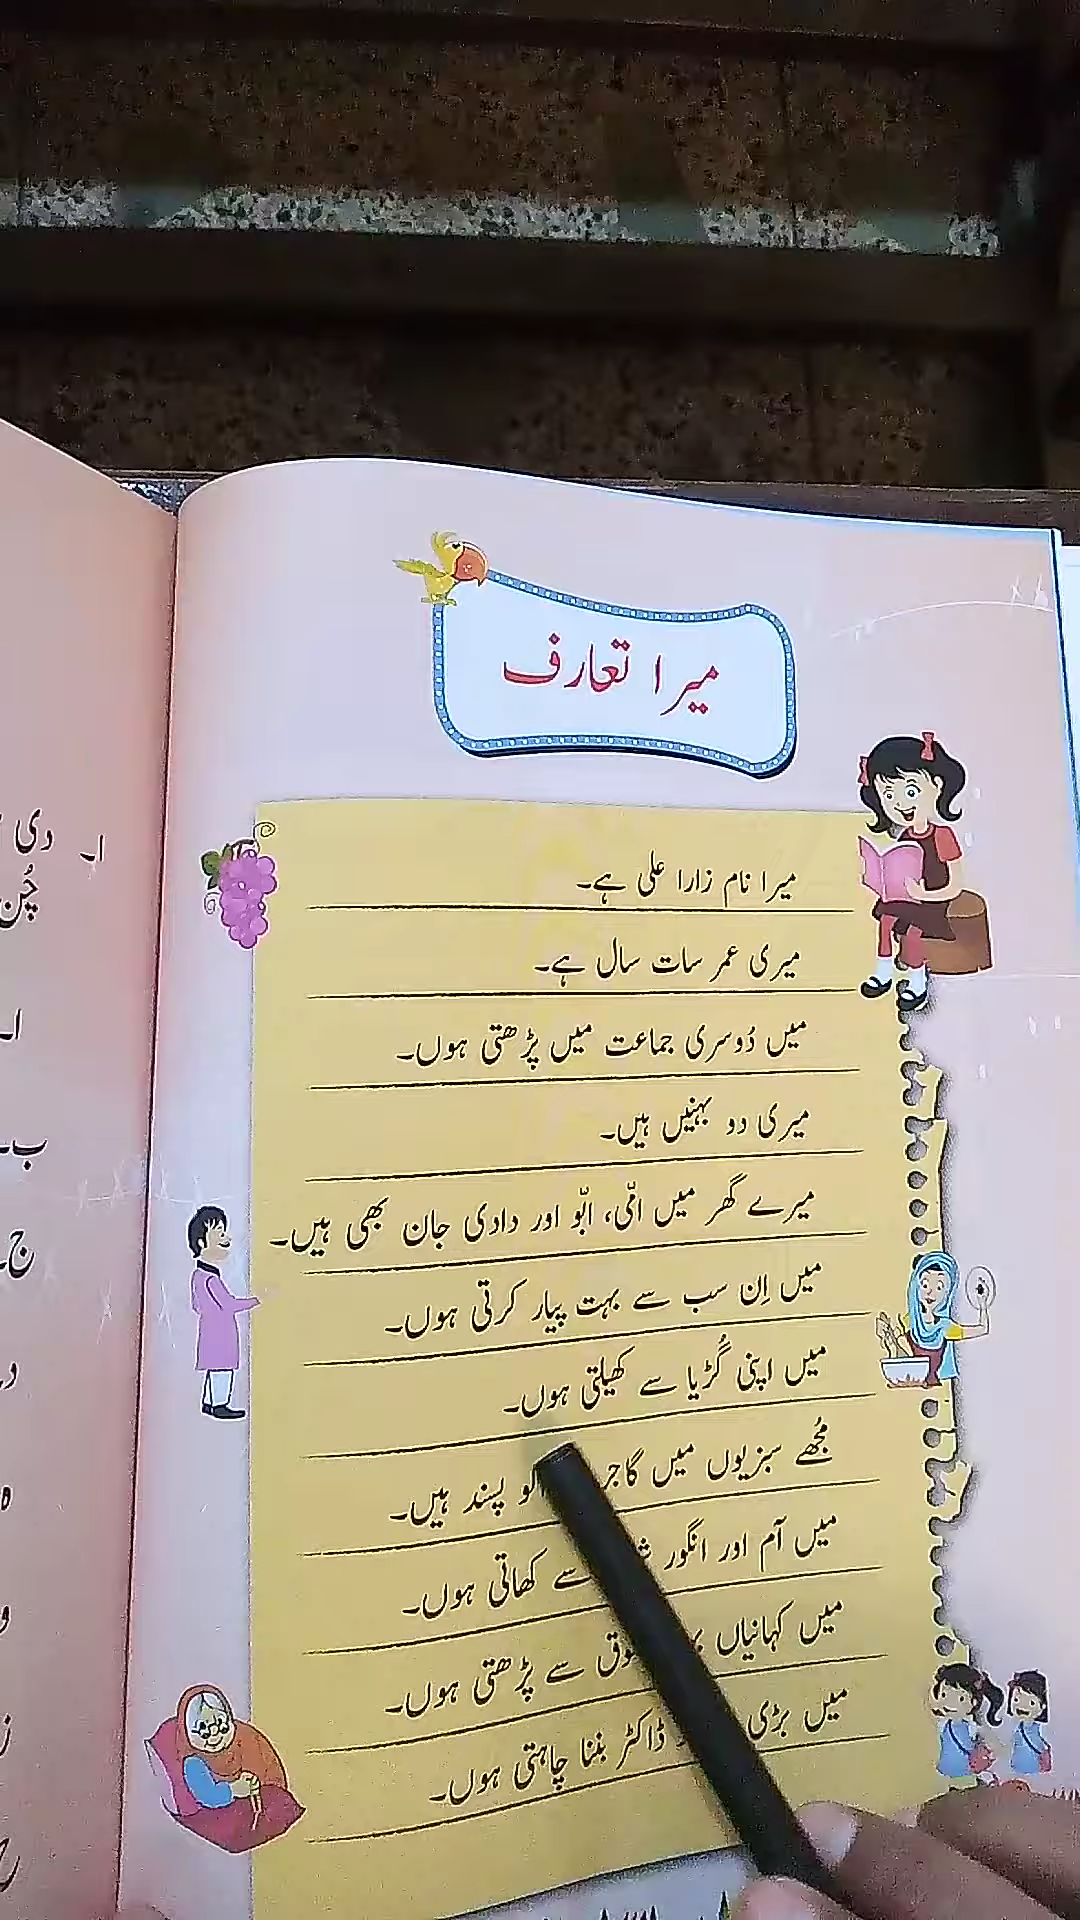 میرا تعارف
میرا نام زارا علی ہے۔
میری عمر سات سال ہے۔
میں دُوسری جماعت میں پڑھتی ہوں۔
میری دو بہنیں ہیں۔
میرے گھر میں امّی، ابّو اور دادی جان بھی ہیں۔
میں اِن سب سے بہت پیار کرتی ہوں۔
میں اپنی گُڑیا سے کھیلتی ہوں۔
مُجھے سبزیوں میں گاجر پسند ہیں۔
میں آم اور انگور سے کھاتی ہوں۔
میں کہانیاں سے پڑھتی ہوں۔
میں بڑی ڈاکٹر بننا چاہتی ہوں۔
ا۔ دی
چُن
ا۔
ب۔
ج۔
د۔
ہ
و
ز
ح